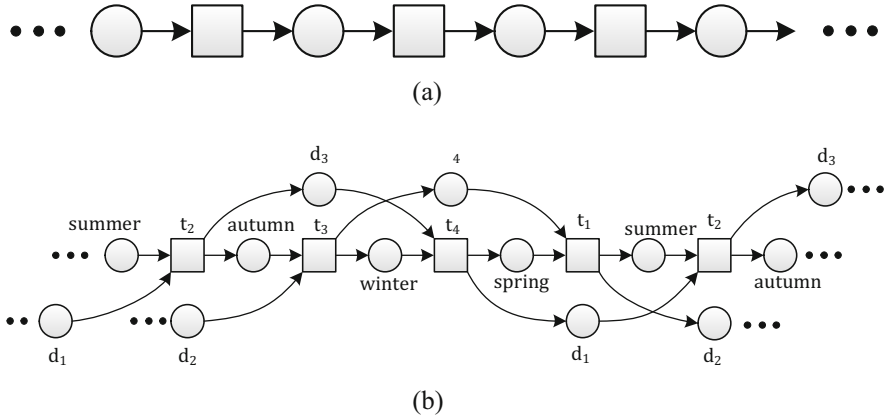 (a)
d₃
4
d₃
summer
t₂
autumn
t₃
t₄
t₁
summer
t₂
winter
spring
autumn
d₁
d₂
d₁
d₂
(b)